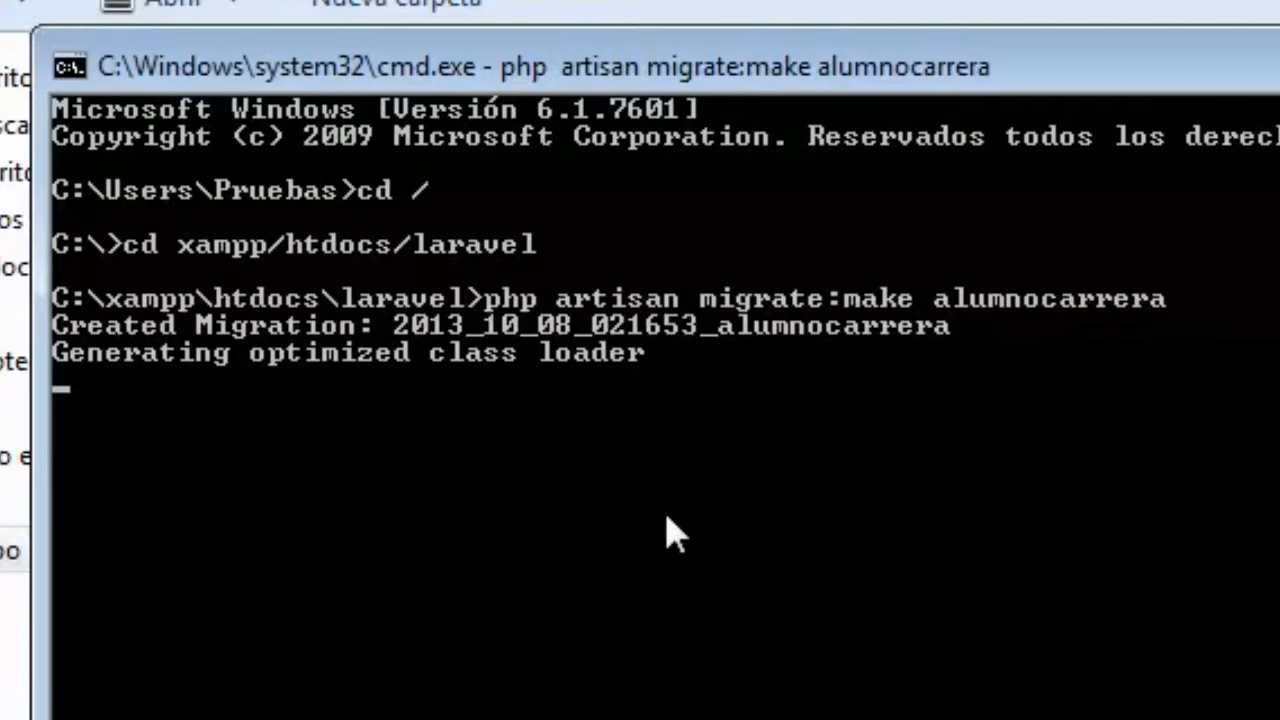 Abrir
Nueva carpeta
C:\Windows\system32\cmd.exe - php  artisan migrate:make alumnocarrera
Microsoft Windows [Versión 6.1.7601]
Copyright (c) 2009 Microsoft Corporation. Reservados todos los
C:\Users\Pruebas>cd /
C:\>cd xampp/htdocs/laravel
C:\xampp\htdocs\laravel>php artisan migrate:make alumnocarrera
Created Migration: 2013_10_08_021653_alumnocarrera
Generating optimized class loader